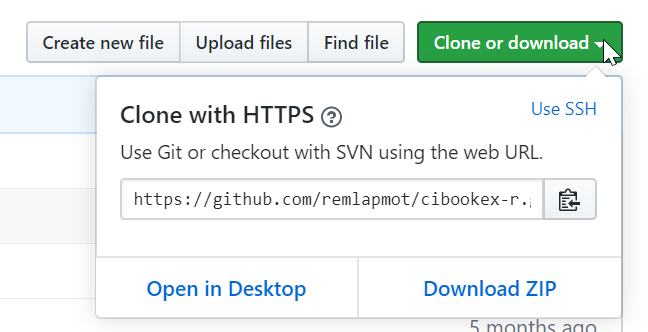 Create new file
Upload files
Find file
Clone or download
Clone with HTTPS ?
Use SSH
Use Git or checkout with SVN using the web URL.
https://github.com/remlapmot/cibookex-r.g
Open in Desktop
Download ZIP
5 months ago